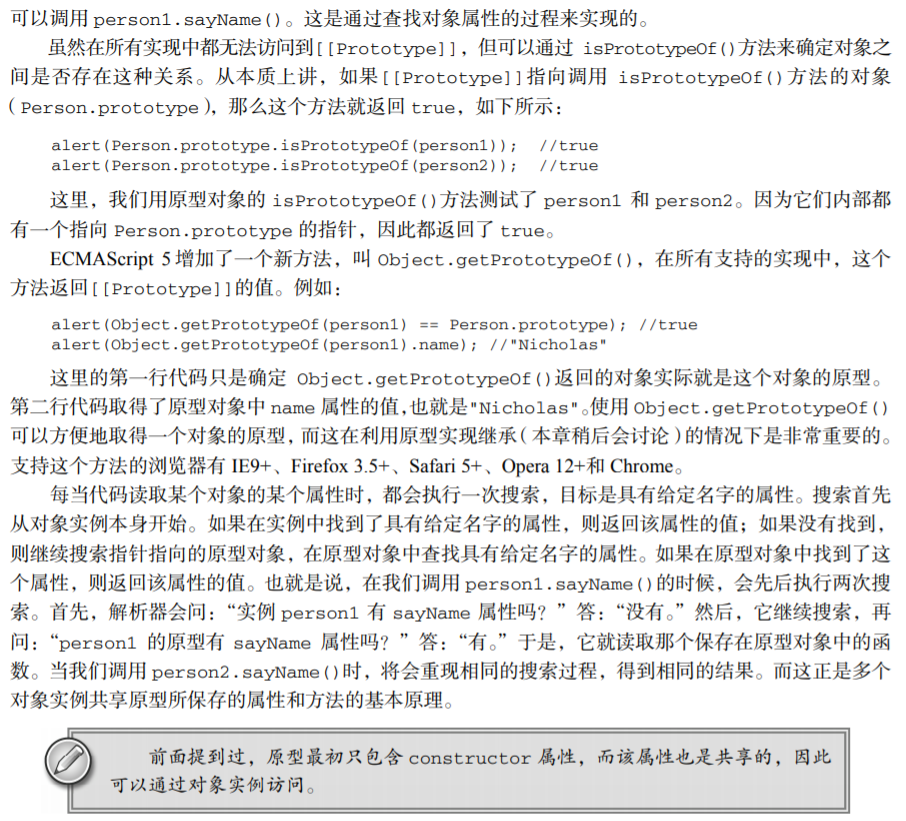 可以调用 person1.sayName()。这是通过查找对象属性的过程来实现的。
虽然在所有实现中都无法访问到[[Prototype]]，但可以通过 isPrototypeOf()方法来确定对象之
间是否存在这种关系。从本质上讲，如果[[Prototype]]指向调用 isPrototypeOf()方法的对象
（Person.prototype），那么这个方法就返回 true，如下所示：
alert(Person.prototype.isPrototypeOf(person1));  //true
alert(Person.prototype.isPrototypeOf(person2));  //true
这里，我们用原型对象的 isPrototypeOf()方法测试了 person1 和 person2。因为它们内部都
有一个指向 Person.prototype 的指针，因此都返回了 true。
ECMAScript 5 增加了一个新方法，叫 Object.getPrototypeOf()，在所有支持的实现中，这个
方法返回[[Prototype]]的值。例如：
alert(Object.getPrototypeOf(person1) == Person.prototype); //true
alert(Object.getPrototypeOf(person1).name); //"Nicholas"
这里的第一行代码只是确定 Object.getPrototypeOf()返回的对象实际就是这个对象的原型。
第二行代码取得了原型对象中 name 属性的值，也就是"Nicholas"。使用 Object.getPrototypeOf()
可以方便地取得一个对象的原型，而这在利用原型实现继承（本章稍后会讨论）的情况下是非常重要的。
支持这个方法的浏览器有 IE9+、Firefox 3.5+、Safari 5+、Opera 12+和 Chrome。
每当代码读取某个对象的某个属性时，都会执行一次搜索，目标是具有给定名字的属性。搜索首先
从对象实例本身开始。如果在实例中找到了具有给定名字的属性，则返回该属性的值；如果没有找到，
则继续搜索指针指向的原型对象，在原型对象中查找具有给定名字的属性。如果在原型对象中找到了这
个属性，则返回该属性的值。也就是说，在我们调用 person1.sayName()的时候，会先后执行两次搜
索。首先，解析器会问：“实例 person1 有 sayName 属性吗？”答：“没有。”然后，它继续搜索，再
问：“person1 的原型有 sayName 属性吗？”答：“有。”于是，它就读取那个保存在原型对象中的函
数。当我们调用 person2.sayName()时，将会重现相同的搜索过程，得到相同的结果。而这正是多个
对象实例共享原型所保存的属性和方法的基本原理。
前面提到过，原型最初只包含 constructor 属性，而该属性也是共享的，因此
可以通过对象实例访问。